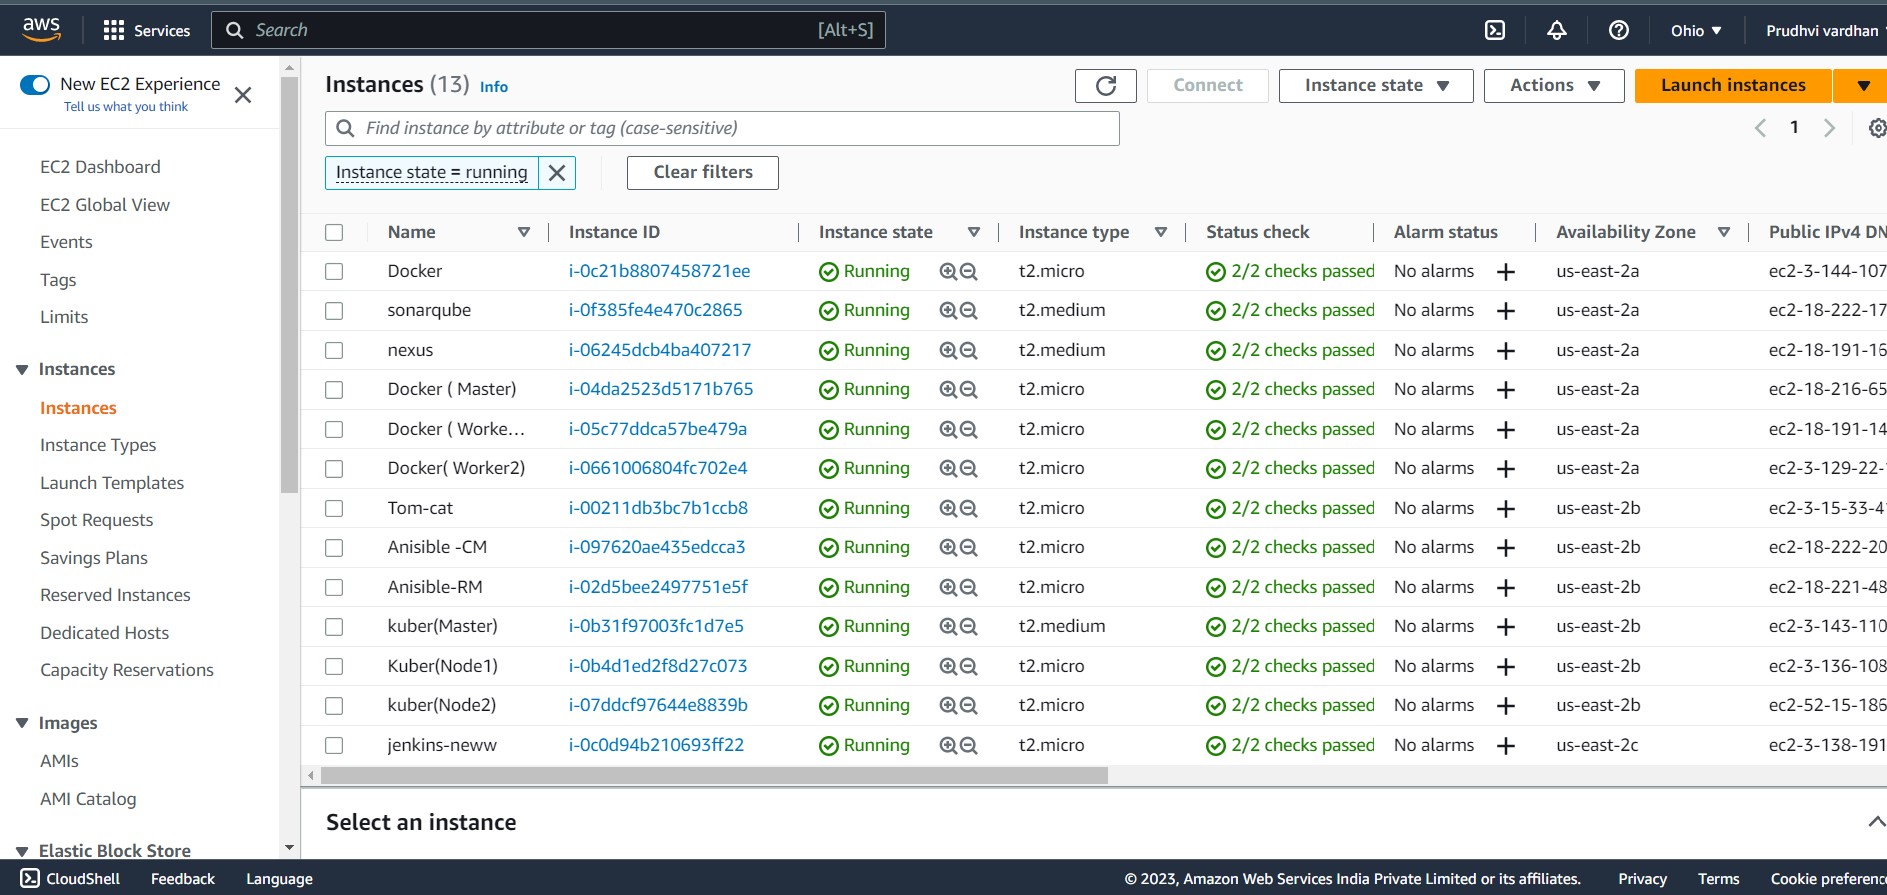 aws Services Search [Alt+S] Ohio Prudhvi vardhan
New EC2 Experience
Tell us what you think
EC2 Dashboard
EC2 Global View
Events
Tags
Limits
Instances
Instances
Instance Types
Launch Templates
Spot Requests
Savings Plans
Reserved Instances
Dedicated Hosts
Capacity Reservations
Images
AMIs
AMI Catalog
Elastic Block Store
Instances (13) Info Connect Instance state Actions Launch instances
Find instance by attribute or tag (case-sensitive) 1
Instance state = running Clear filters
Name Instance ID Instance state Instance type Status check Alarm status Availability Zone Public IPv4 DN
Docker i-0c21b8807458721ee Running t2.micro 2/2 checks passed No alarms + us-east-2a ec2-3-144-107
sonarqube i-0f385fe4e470c2865 Running t2.medium 2/2 checks passed No alarms + us-east-2a ec2-18-222-17
nexus i-06245dcb4ba407217 Running t2.medium 2/2 checks passed No alarms + us-east-2a ec2-18-191-16
Docker ( Master) i-04da2523d5171b765 Running t2.micro 2/2 checks passed No alarms + us-east-2a ec2-18-216-65
Docker ( Worke... i-05c77ddca57be479a Running t2.micro 2/2 checks passed No alarms + us-east-2a ec2-18-191-14
Docker( Worker2) i-0661006804fc702e4 Running t2.micro 2/2 checks passed No alarms + us-east-2a ec2-3-129-22-
Tom-cat i-00211db3bc7b1ccb8 Running t2.micro 2/2 checks passed No alarms + us-east-2b ec2-3-15-33-4
Anisible -CM i-097620ae435edcca3 Running t2.micro 2/2 checks passed No alarms + us-east-2b ec2-18-222-20
Anisible-RM i-02d5bee2497751e5f Running t2.micro 2/2 checks passed No alarms + us-east-2b ec2-18-221-48
kuber(Master) i-0b31f97003fc1d7e5 Running t2.medium 2/2 checks passed No alarms + us-east-2b ec2-3-143-110
Kuber(Node1) i-0b4d1ed2f8d27c073 Running t2.micro 2/2 checks passed No alarms + us-east-2b ec2-3-136-108
kuber(Node2) i-07ddcf97644e8839b Running t2.micro 2/2 checks passed No alarms + us-east-2b ec2-52-15-186
jenkins-neww i-0c0d94b210693ff22 Running t2.micro 2/2 checks passed No alarms + us-east-2c ec2-3-138-191
Select an instance
CloudShell Feedback Language © 2023, Amazon Web Services India Private Limited or its affiliates. Privacy Terms Cookie preference